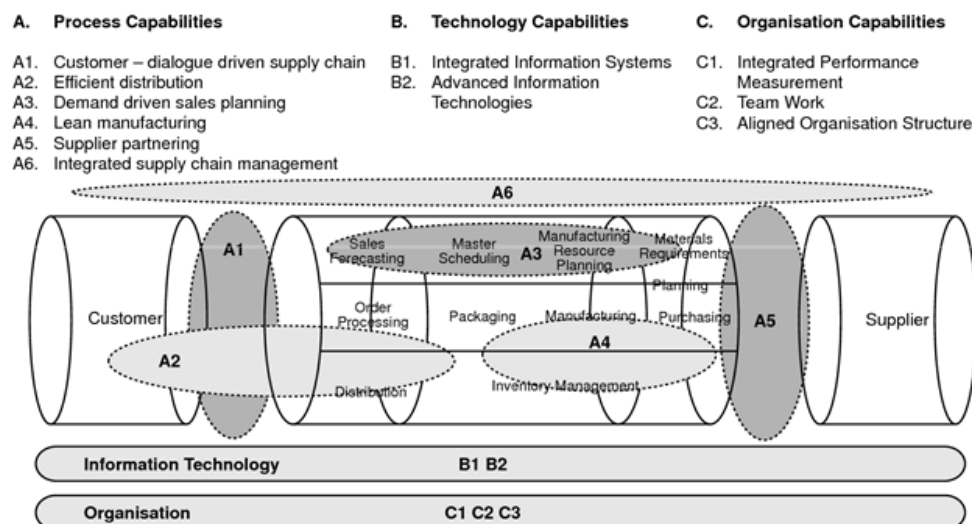 A. Process Capabilities
A1. Customer – dialogue driven supply chain
A2. Efficient distribution
A3. Demand driven sales planning
A4. Lean manufacturing
A5. Supplier partnering
A6. Integrated supply chain management
B. Technology Capabilities
B1. Integrated Information Systems
B2. Advanced Information
Technologies
C. Organisation Capabilities
C1. Integrated Performance
Measurement
C2. Team Work
C3. Aligned Organisation Structure
A6
A1
Sales
Forecasting
Master
Scheduling
A3
Manufacturing
Resource
Planning
Materials
Requirements
Planning
Customer
Order
Processing
Packaging
Manufacturing
Purchasing
A5
Supplier
A2
A4
Distribution
Inventory Management
Information Technology B1 B2
Organisation C1 C2 C3